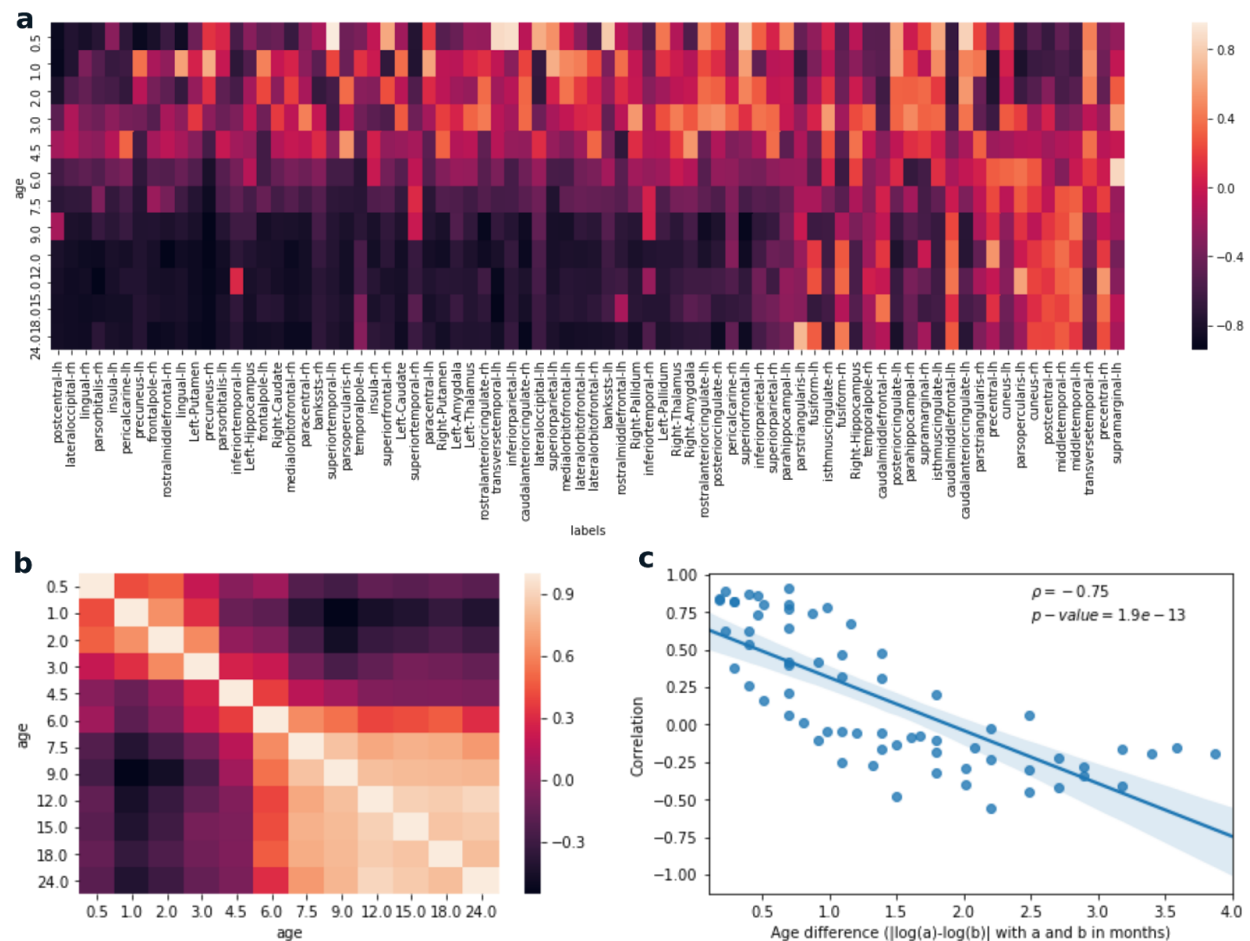 a
0.5
1.0
2.0
3.0
4.5
6.0
7.5
9.0
12.0
15.0
18.0
24.0
age
0.8
0.4
0.0
−0.4
−0.8
postcentral-lh
lateraloccipital-rh
lingual-rh
parsorbitalis-rh
insula-lh
pericalcarine-lh
precuneus-lh
frontalpole-rh
rostralmiddlefrontal-rh
lingual-lh
Left-Putamen
precuneus-rh
parsorbitalis-lh
inferiortemporal-lh
Left-Hippocampus
frontalpole-lh
Right-Caudate
medialorbitofrontal-rh
paracentral-rh
bankssts-rh
superiortemporal-lh
parsopercularis-rh
temporalpole-lh
insula-rh
superiorfrontal-rh
Left-Caudate
superiortemporal-rh
paracentral-lh
Right-Putamen
Left-Amygdala
Left-Thalamus
rostralanteriorcingulate-rh
transversetemporal-lh
inferiorparietal-lh
caudalanteriorcingulate-rh
lateraloccipital-lh
superiorparietal-lh
medialorbitofrontal-lh
lateralorbitofrontal-lh
lateralorbitofrontal-rh
bankssts-lh
rostralmiddlefrontal-lh
Right-Pallidum
inferiortemporal-rh
Left-Pallidum
Right-Thalamus
Right-Amygdala
rostralanteriorcingulate-lh
posteriorcingulate-rh
pericalcarine-rh
superiorfrontal-lh
inferiorparietal-rh
superiorparietal-rh
parahippocampal-lh
parstriangularis-lh
fusiform-lh
isthmuscingulate-rh
fusiform-rh
Right-Hippocampus
temporalpole-rh
caudalmiddlefrontal-rh
posteriorcingulate-lh
parahippocampal-rh
supramarginal-rh
isthmuscingulate-lh
caudalmiddlefrontal-lh
caudalanteriorcingulate-lh
parstriangularis-rh
precentral-lh
cuneus-lh
parsopercularis-lh
cuneus-rh
postcentral-rh
middletemporal-rh
middletemporal-lh
transversetemporal-rh
precentral-rh
supramarginal-lh
labels
b
0.5
1.0
2.0
3.0
4.5
6.0
7.5
9.0
12.0
15.0
18.0
24.0
age
0.5 1.0 2.0 3.0 4.5 6.0 7.5 9.0 12.0 15.0 18.0 24.0
age
0.9
0.6
0.3
0.0
−0.3
c
1.00
0.75
0.50
0.25
0.00
−0.25
−0.50
−0.75
−1.00
Correlation
ρ = −0.75
p − value = 1.9e − 13
0.5 1.0 1.5 2.0 2.5 3.0 3.5 4.0
Age difference (|log(a)-log(b)| with a and b in months)